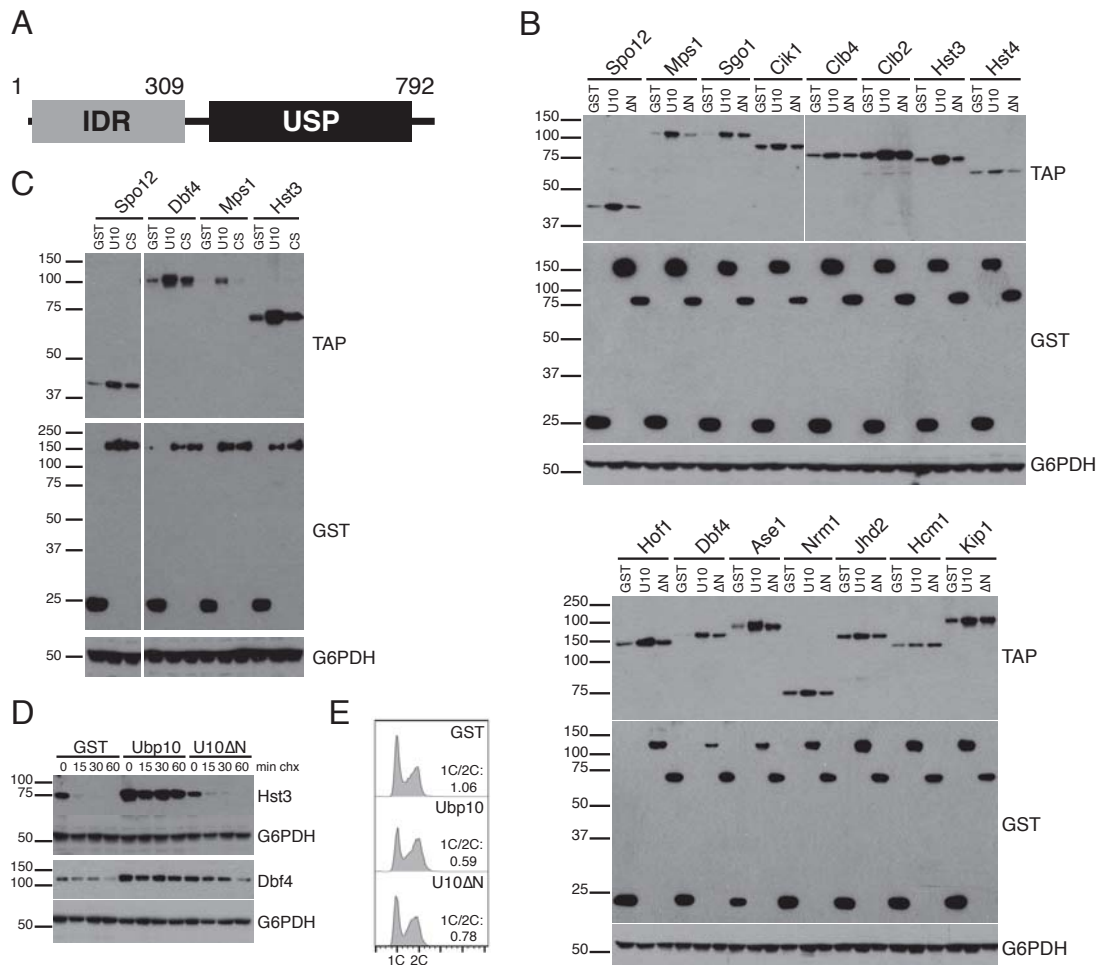 A
1 309 792
IDR USP
B
Spo12 Mps1 Sgo1 Cik1 Clb4 Clb2 Hst3 Hst4
GST U10 ΔN GST U10 ΔN GST U10 ΔN GST U10 ΔN GST U10 ΔN GST U10 ΔN GST U10 ΔN GST U10 ΔN
150
100
75
50
37
TAP
150
100
75
50
37
25
GST
50
G6PDH
Hof1 Dbf4 Ase1 Nrm1 Jhd2 Hcm1 Kip1
GST U10 ΔN GST U10 ΔN GST U10 ΔN GST U10 ΔN GST U10 ΔN GST U10 ΔN GST U10 ΔN
250
100
150
100
75
TAP
150
100
75
50
37
25
GST
50
G6PDH
C
Spo12 Dbf4 Mps1 Hst3
GST U10 CS GST U10 CS GST U10 CS GST U10 CS
150
100
75
50
37
TAP
250
150
100
75
50
37
25
GST
50
G6PDH
D
GST Ubp10 U10ΔN
0 15 30 60 0 15 30 60 0 15 30 60 min chx
100
75
Hst3
50
G6PDH
150
100
Dbf4
50
G6PDH
E
GST
1C/2C:
1.06
Ubp10
1C/2C:
0.59
U10ΔN
1C/2C:
0.78
1C 2C